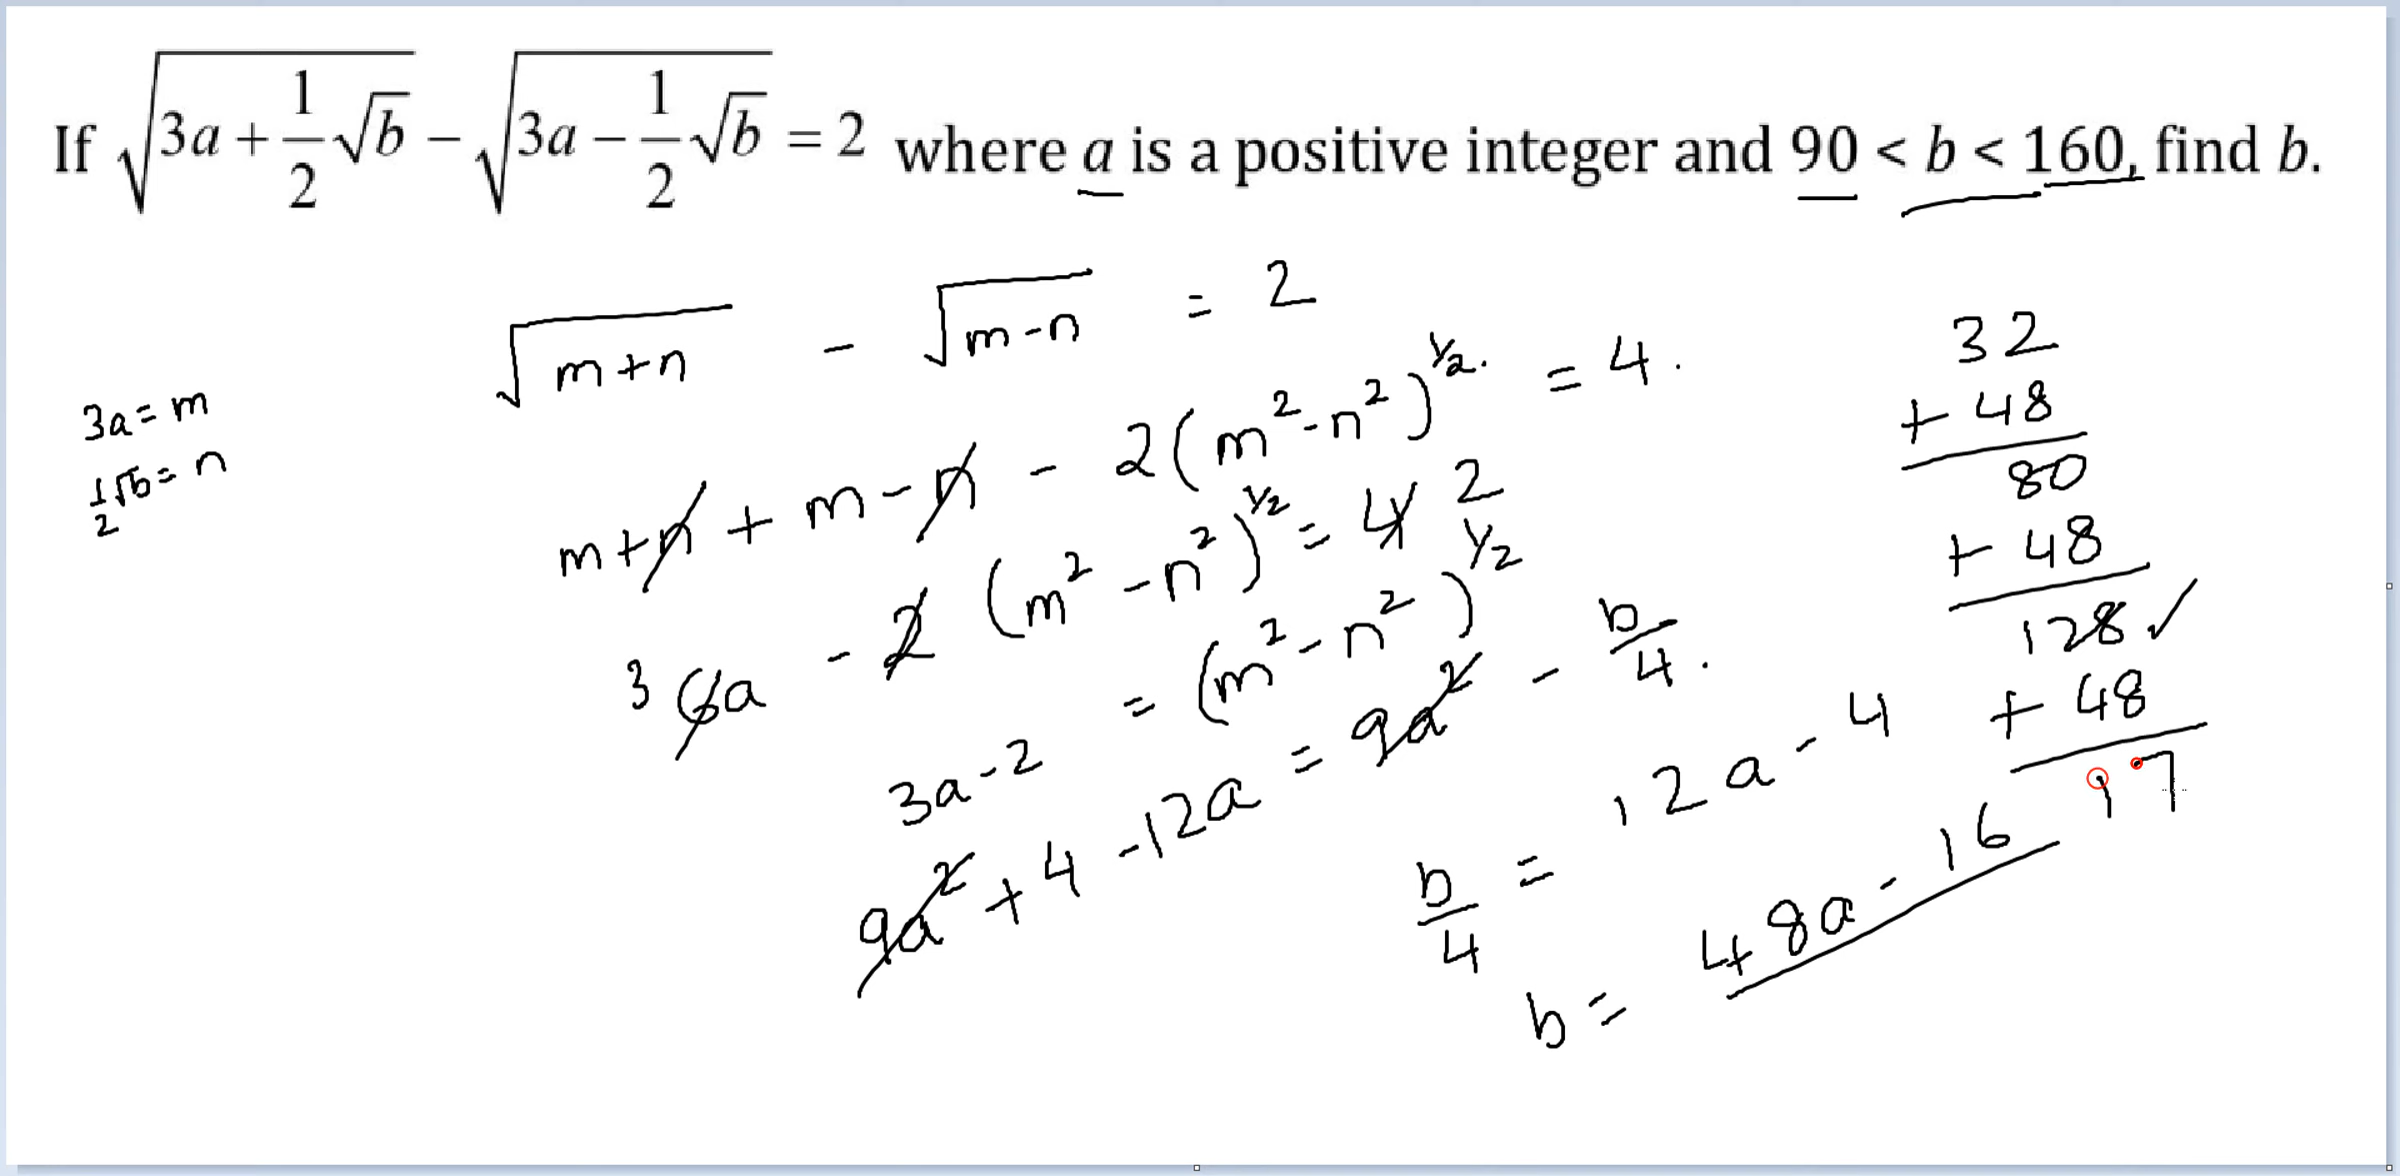 If √(3a + 1/2 √b) − √(3a − 1/2 √b) = 2 where a is a positive integer and 90 < b < 160, find b.
3a = m
1/2 √b = n
√(m+n) − √(m−n) = 2
m+n + m−n − 2(m²−n²)^½ = 4.
3 6a − 2 (m²−n²)^½ = 4 2
3a−2 = (m²−n²)^½
9a² + 4 − 12a = 9a² − b/4.
b/4 = 12a − 4
b = 48a − 16
32
+ 48
80
+ 48
128 ✓
+ 48